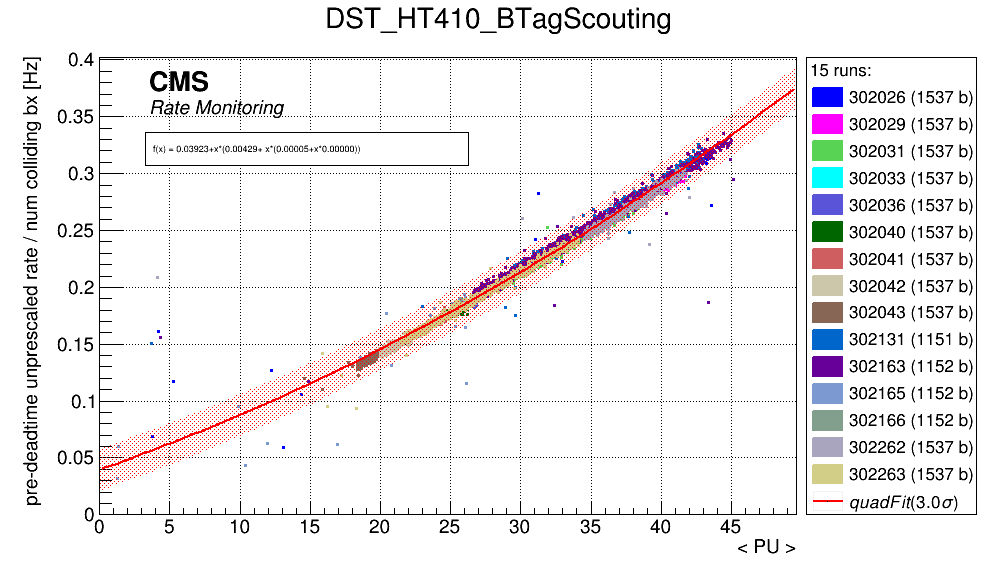 DST_HT410_BTagScouting
pre-deadtime unprescaled rate / num colliding bx [Hz]
0.4
0.35
0.3
0.25
0.2
0.15
0.1
0.05
0
CMS
Rate Monitoring
f(x) = 0.03923+x*(0.00429+ x*(0.00005+x*0.00000))
0 5 10 15 20 25 30 35 40 45
< PU >
15 runs:
302026 (1537 b)
302029 (1537 b)
302031 (1537 b)
302033 (1537 b)
302036 (1537 b)
302040 (1537 b)
302041 (1537 b)
302042 (1537 b)
302043 (1537 b)
302131 (1151 b)
302163 (1152 b)
302165 (1152 b)
302166 (1152 b)
302262 (1537 b)
302263 (1537 b)
quadFit(3.0σ)